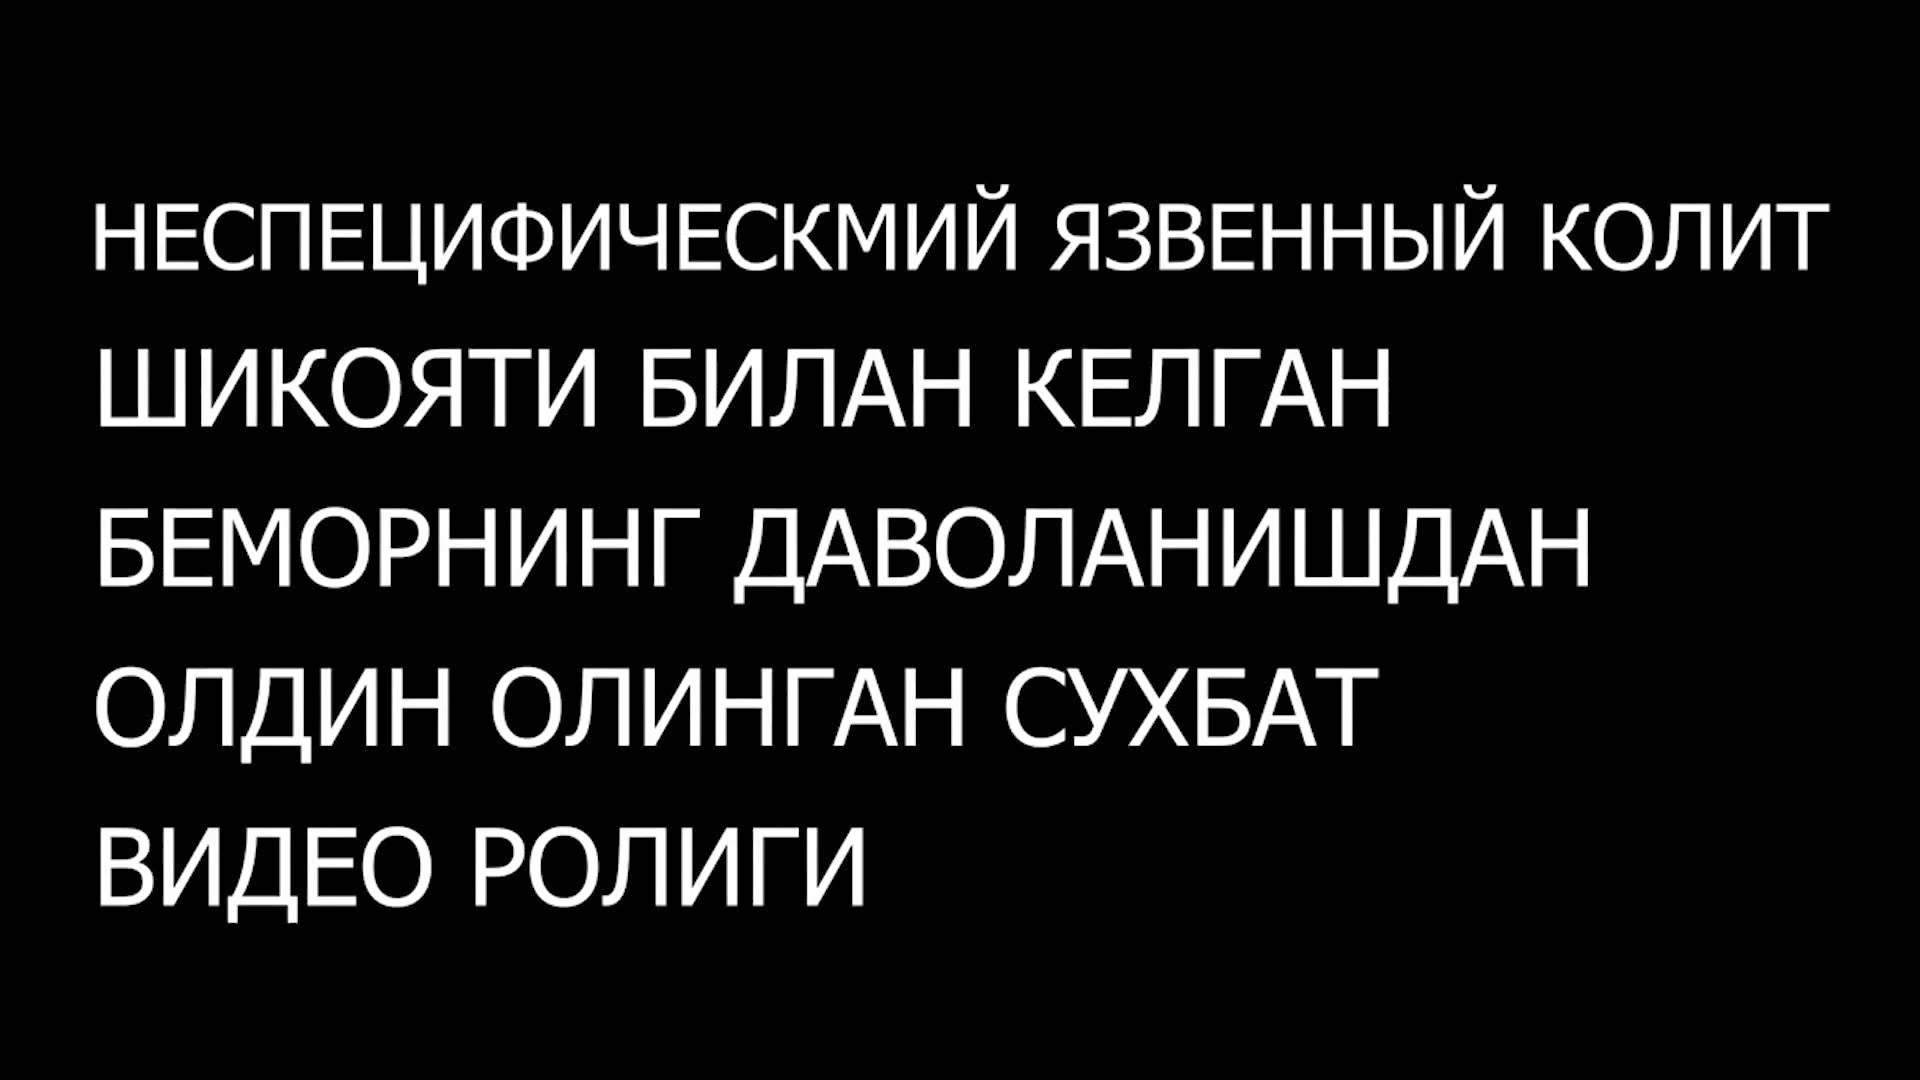 НЕСПЕЦИФИЧЕСКМИЙ ЯЗВЕННЫЙ КОЛИТ
ШИКОЯТИ БИЛАН КЕЛГАН
БЕМОРНИНГ ДАВОЛАНИШДАН
ОЛДИН ОЛИНГАН СУХБАТ
ВИДЕО РОЛИГИ